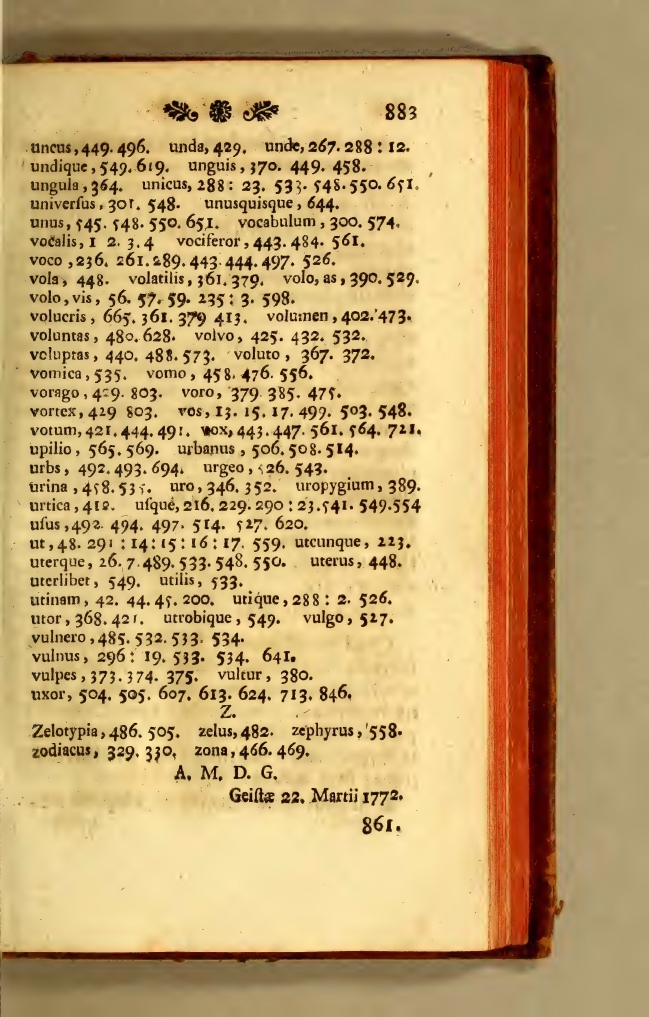 883
uncus, 449. 496. unda, 429. unde, 267. 288 : 12.
undique, 549. 619. unguis, 370. 449. 458.
ungula, 364. unicus, 288 : 23. 533. 548. 550. 651.
univerſus, 301. 548. unusquisque, 644.
unus, 545. 548. 550. 651. vocabulum, 300. 574.
vocalis, 1 2. 3. 4 vociferor, 443. 484. 561.
voco, 236. 261. 289. 443. 444. 497. 526.
vola, 448. volatilis, 361. 379. volo, as, 390. 529.
volo, vis, 56. 57. 59. 235 : 3. 598.
volucris, 665. 361. 379 413. volumen, 402. 473.
voluntas, 480. 628. volvo, 425. 432. 532.
voluptas, 440. 488. 573. voluto, 367. 372.
vomica, 535. vomo, 458. 476. 556.
vorago, 429. 803. voro, 379. 385. 475.
vortex, 429 803. vos, 13. 15. 17. 499. 503. 548.
votum, 421. 444. 491. vox, 443. 447. 561. 564. 721.
upilio, 565. 569. urbanus, 506. 508. 514.
urbs, 492. 493. 694. urgeo, 526. 543.
urina, 458. 535. uro, 346. 352. uropygium, 389.
urtica, 412. uſque, 216. 229. 290 : 23. 541. 549. 554
uſus, 492. 494. 497. 514. 527. 620.
ut, 48. 291 : 14 : 15 : 16 : 17. 559. utcunque, 223.
uterque, 26. 7. 489. 533. 548. 550. uterus, 448.
uterlibet, 549. utilis, 533.
utinam, 42. 44. 45. 200. utique, 288 : 2. 526.
utor, 368. 421. utrobique, 549. vulgo, 527.
vulnero, 485. 532. 533. 534.
vulnus, 296 : 19. 533. 534. 641.
vulpes, 373. 374. 375. vultur, 380.
uxor, 504. 505. 607. 613. 624. 713. 846.
Z.
Zelotypia, 486. 505. zelus, 482. zephyrus, 558.
zodiacus, 329. 330. zona, 466. 469.
A. M. D. G.
Geiſtæ 22. Martii 1772.
861.